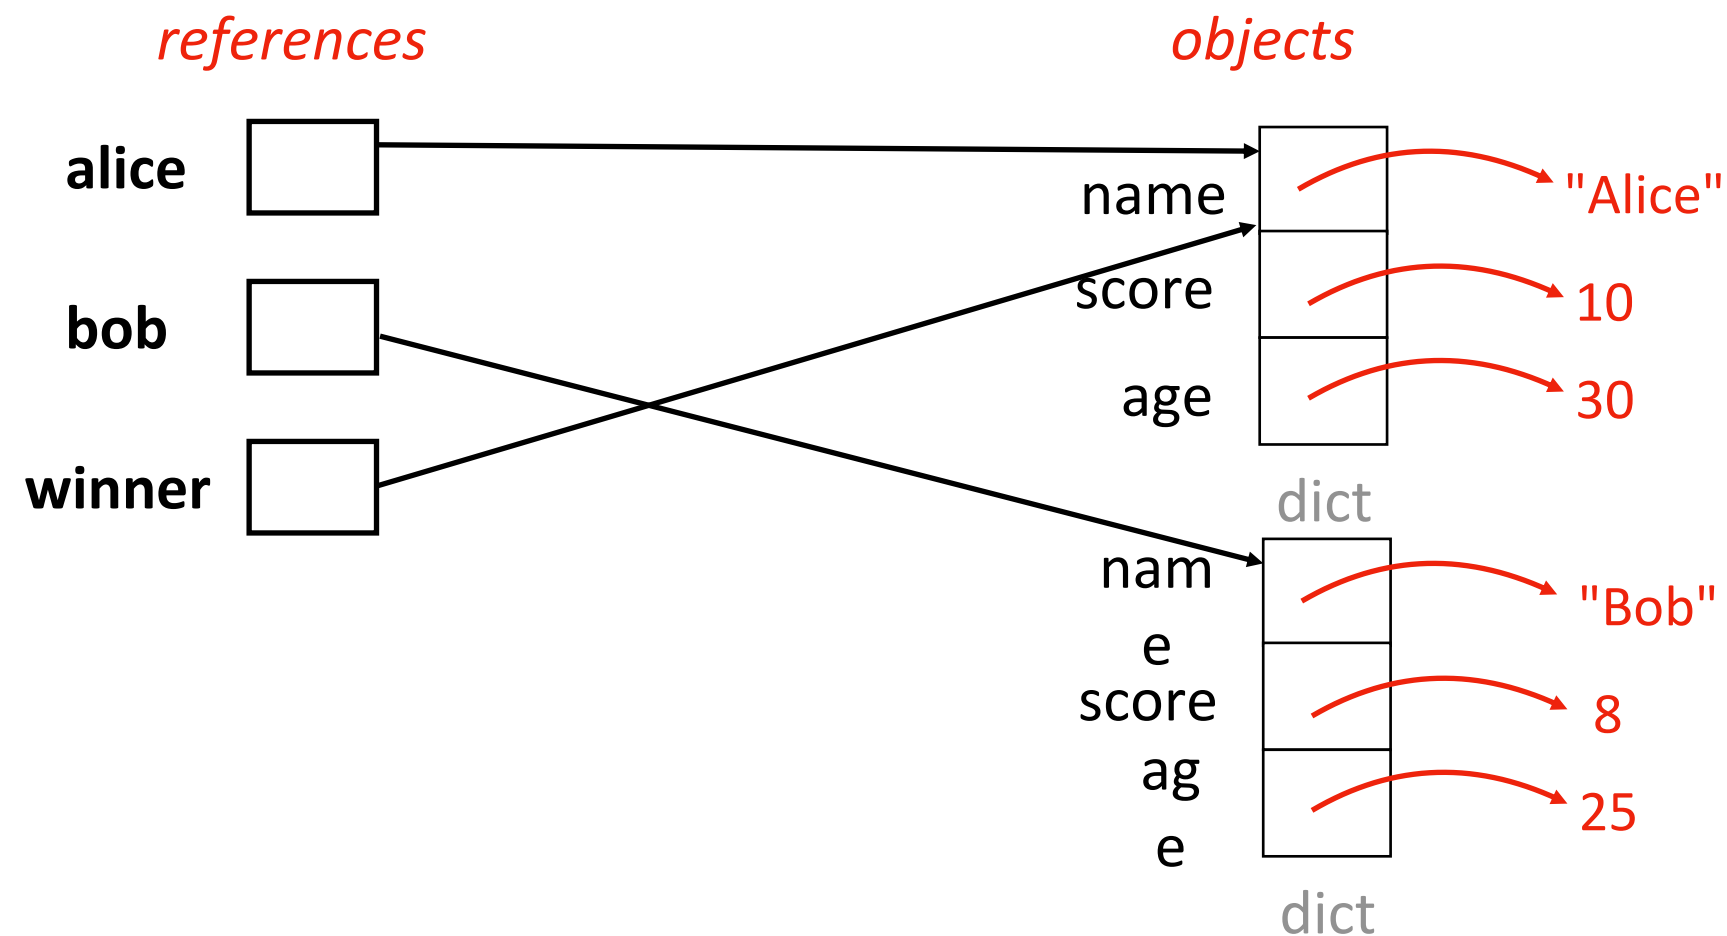 references
objects
alice
name
"Alice"
score
10
bob
age
30
winner
dict
nam
e
"Bob"
score
8
ag
e
25
dict